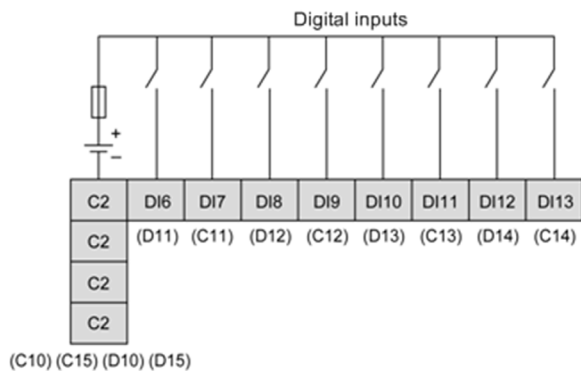 Digital inputs
+
–
C2 DI6 DI7 DI8 DI9 DI10 DI11 DI12 DI13
C2 (D11) (C11) (D12) (C12) (D13) (C13) (D14) (C14)
C2
C2
(C10) (C15) (D10) (D15)